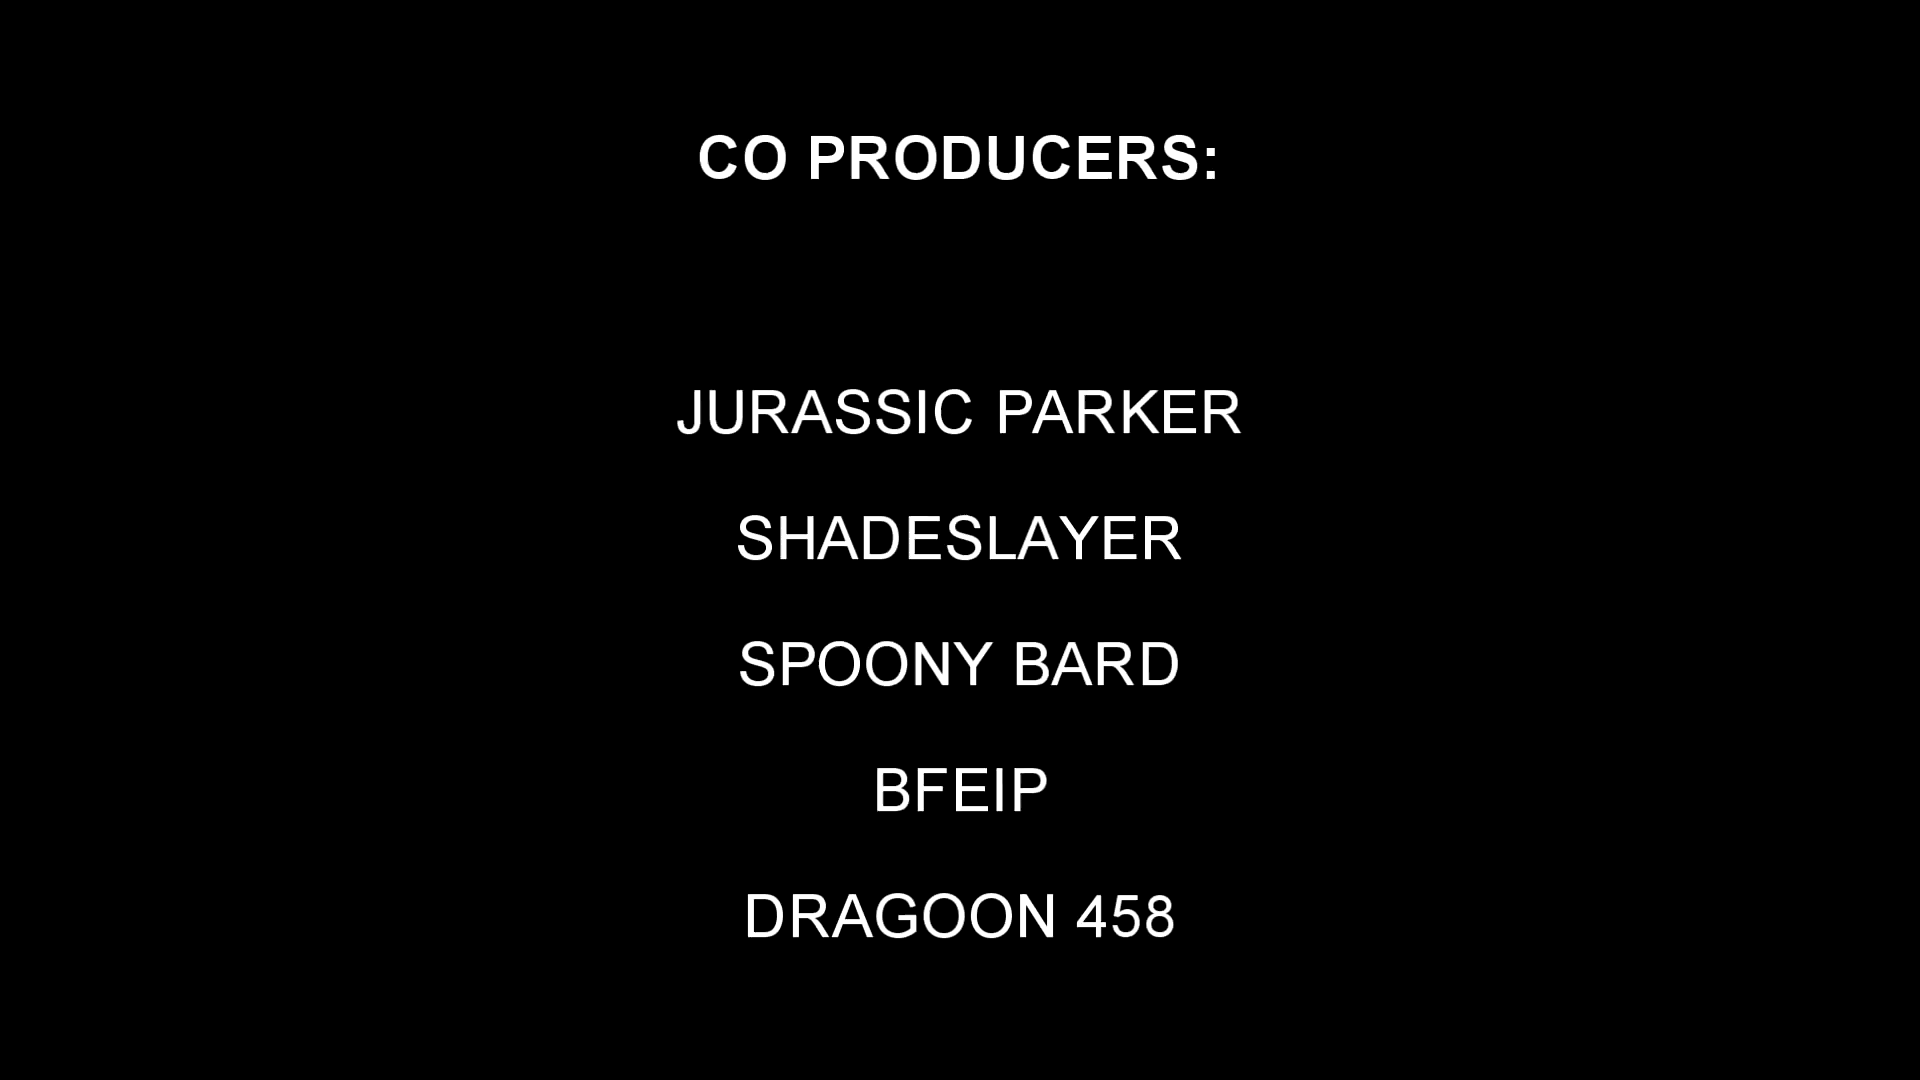 CO PRODUCERS:
JURASSIC PARKER
SHADESLAYER
SPOONY BARD
BFEIP
DRAGOON 458